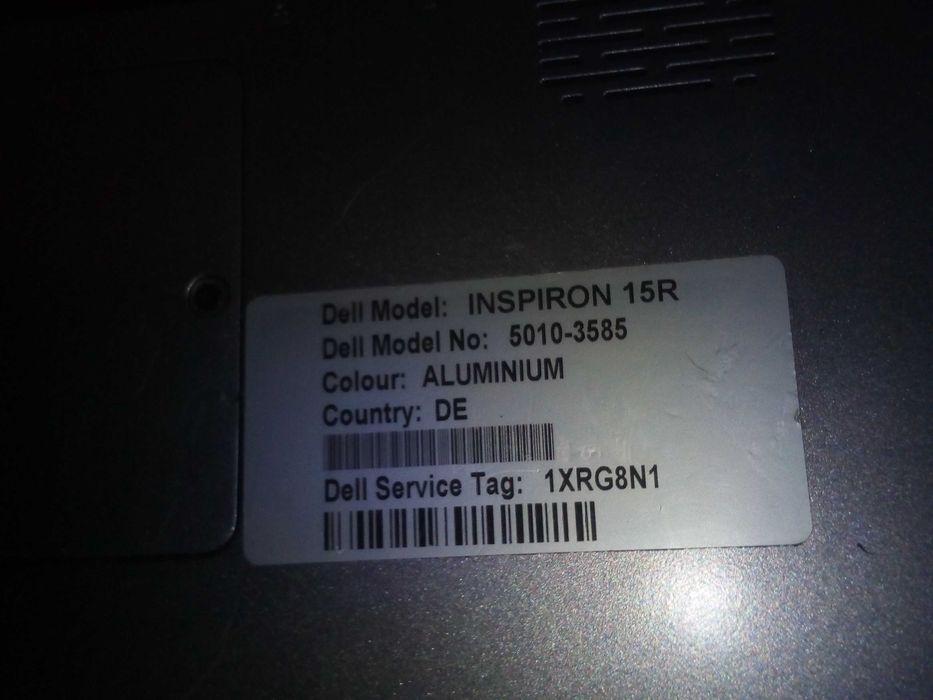 Dell Model: INSPIRON 15R
Dell Model No: 5010-3585
Colour: ALUMINIUM
Country: DE
Dell Service Tag: 1XRG8N1